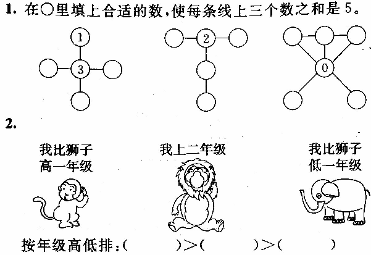 1. 在○里填上合适的数,使每条线上三个数之和是5。
1
3
2
0
2.
我比狮子
高一年级
我上二年级
我比狮子
低一年级
按年级高低排:( )>( )>( )